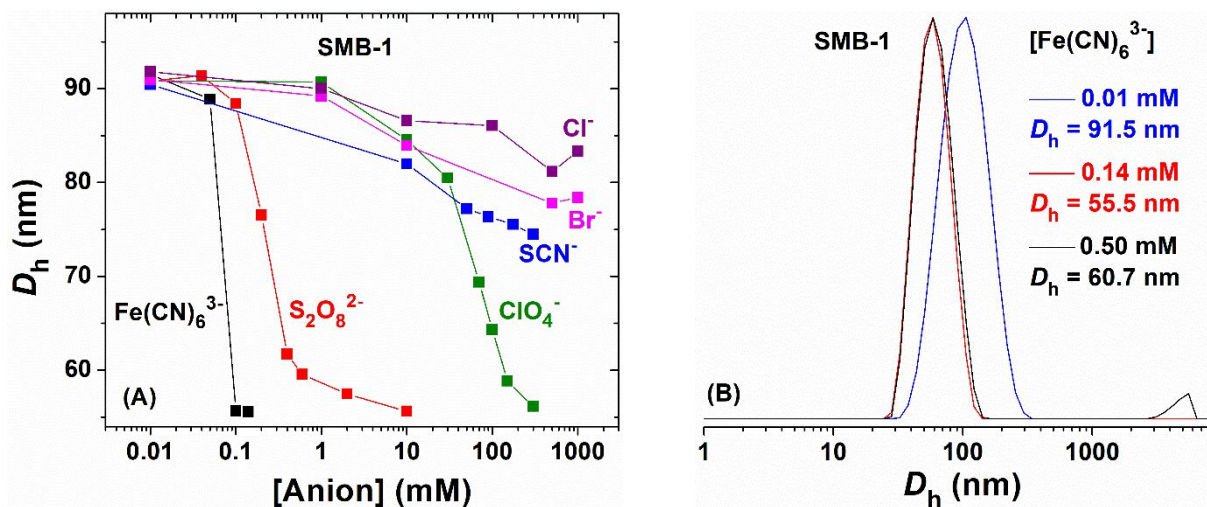 SMB-1
90
80
70
60
D_h (nm)
Cl⁻
Br⁻
SCN⁻
ClO₄⁻
S₂O₈²⁻
Fe(CN)₆³⁻
(A)
0.01 0.1 1 10 100 1000
[Anion] (mM)
SMB-1
[Fe(CN)₆³⁻]
0.01 mM
D_h = 91.5 nm
0.14 mM
D_h = 55.5 nm
0.50 mM
D_h = 60.7 nm
(B)
1 10 100 1000
D_h (nm)